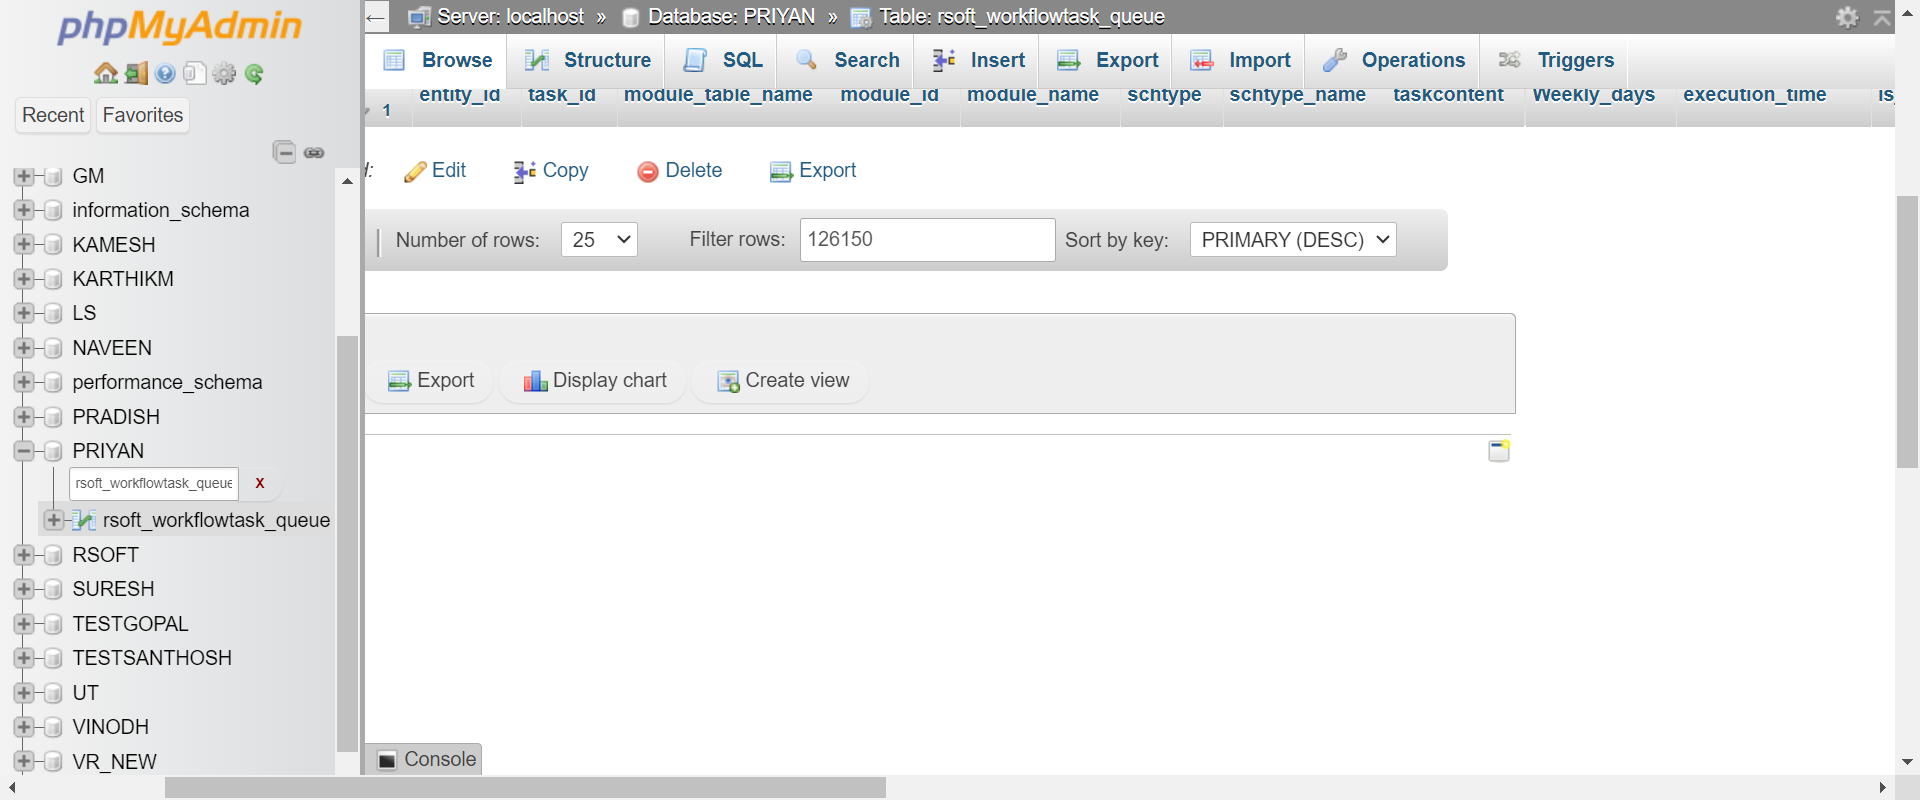 phpMyAdmin
Recent
Favorites
GM
information_schema
KAMESH
KARTHIKM
LS
NAVEEN
performance_schema
PRADISH
PRIYAN
rsoft_workflowtask_queue
X
rsoft_workflowtask_queue
RSOFT
SURESH
TESTGOPAL
TESTSANTHOSH
UT
VINODH
VR_NEW
Server: localhost » Database: PRIYAN » Table: rsoft_workflowtask_queue
Browse Structure SQL Search Insert Export Import Operations Triggers
1 entity_id task_id module_table_name module_id module_name schtype schtype_name taskcontent Weekly_days execution_time
Edit Copy Delete Export
Number of rows: 25 Filter rows: 126150 Sort by key: PRIMARY (DESC)
Export Display chart Create view
Console